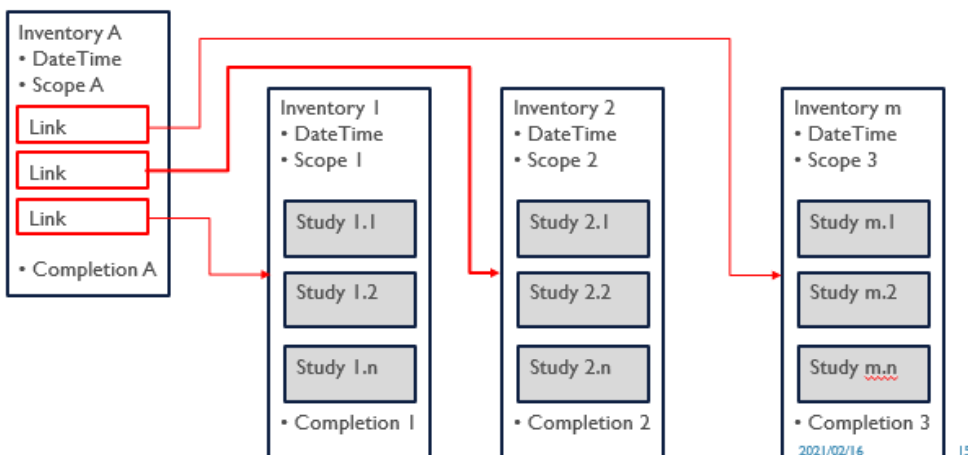 Inventory A
• DateTime
• Scope A
Link
Link
Link
• Completion A
Inventory 1
• DateTime
• Scope 1
Study 1.1
Study 1.2
Study 1.n
• Completion 1
Inventory 2
• DateTime
• Scope 2
Study 2.1
Study 2.2
Study 2.n
• Completion 2
Inventory m
• DateTime
• Scope 3
Study m.1
Study m.2
Study m.n
• Completion 3
2021/02/16
15